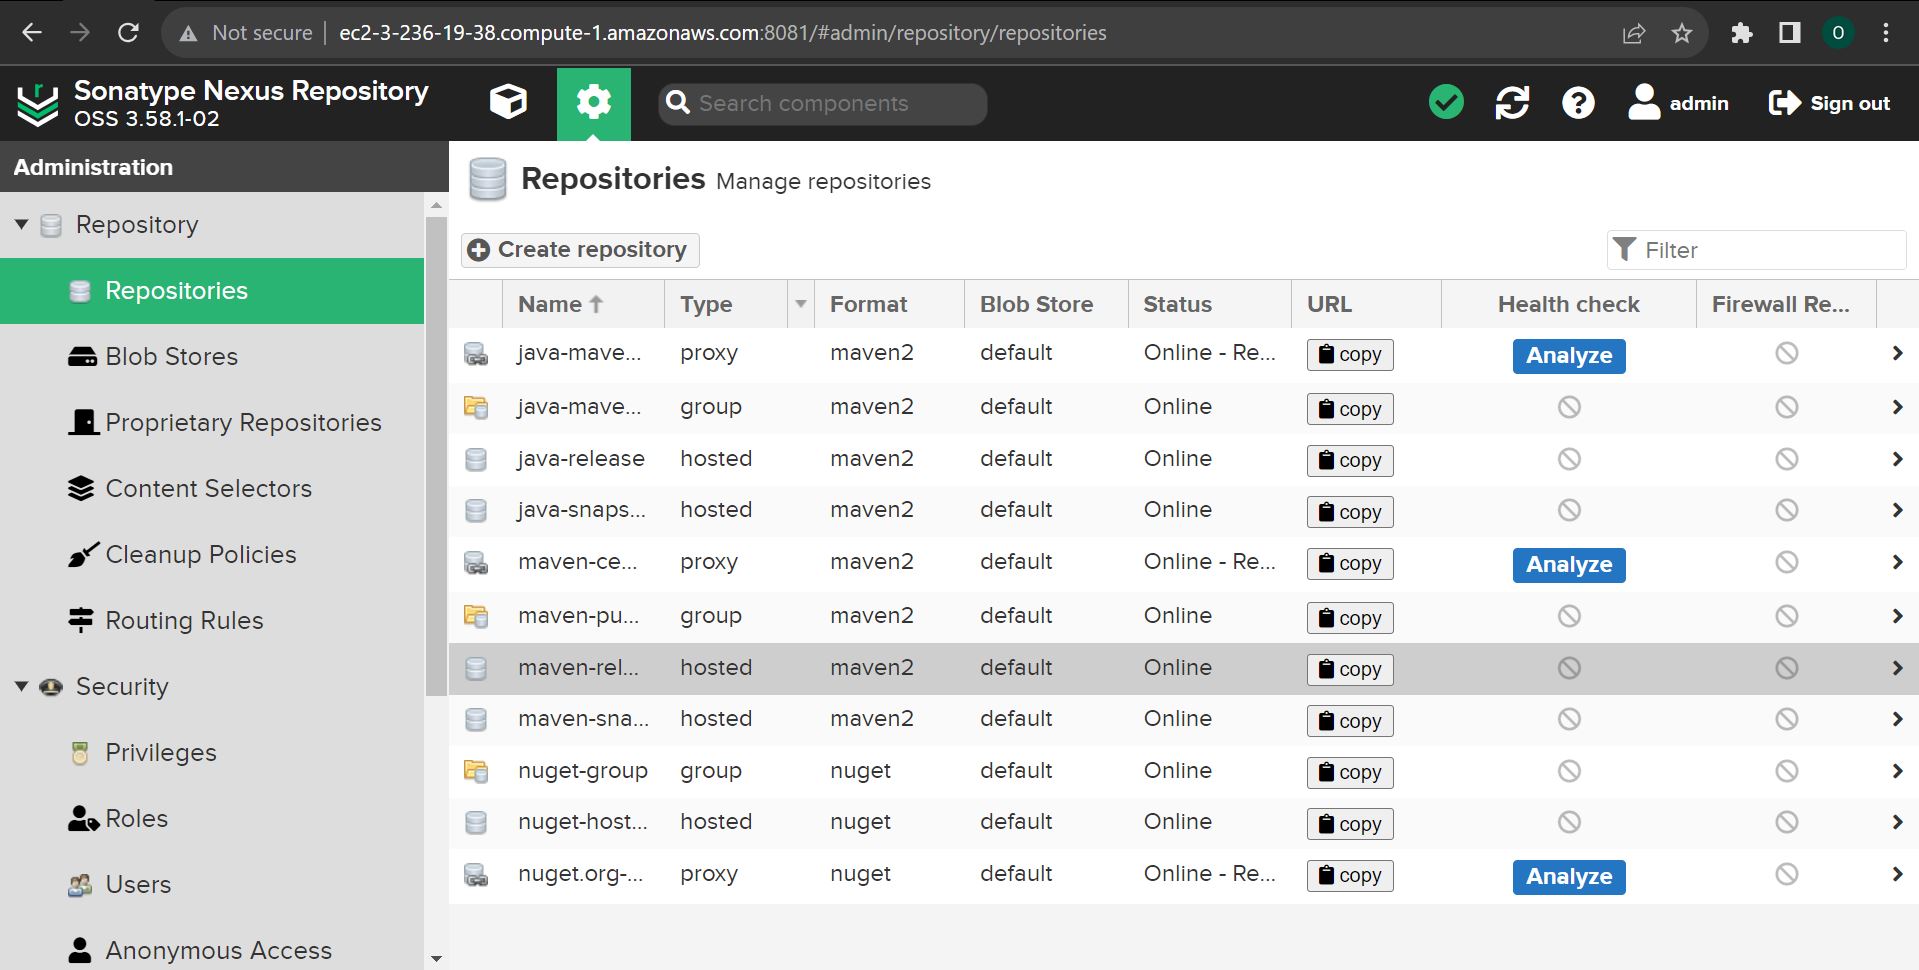 Not secure ec2-3-236-19-38.compute-1.amazonaws.com:8081/#admin/repository/repositories O
Sonatype Nexus Repository
OSS 3.58.1-02
Search components
admin
Sign out
Administration
Repository
Repositories
Blob Stores
Proprietary Repositories
Content Selectors
Cleanup Policies
Routing Rules
Security
Privileges
Roles
Users
Anonymous Access
Repositories Manage repositories
Create repository
Filter
Name Type Format Blob Store Status URL Health check Firewall Re...
java-mave... proxy maven2 default Online - Re... copy Analyze
java-mave... group maven2 default Online copy
java-release hosted maven2 default Online copy
java-snaps... hosted maven2 default Online copy
maven-ce... proxy maven2 default Online - Re... copy Analyze
maven-pu... group maven2 default Online copy
maven-rel... hosted maven2 default Online copy
maven-sna... hosted maven2 default Online copy
nuget-group group nuget default Online copy
nuget-host... hosted nuget default Online copy
nuget.org-... proxy nuget default Online - Re... copy Analyze